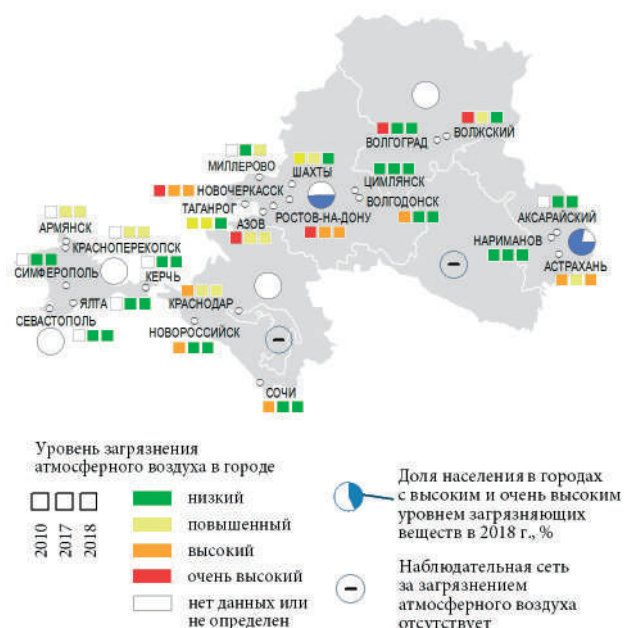 ВОЛГОГРАД
ВОЛЖСКИЙ
МИЛЛЕРОВО
ШАХТЫ
ЦИМЛЯНСК
НОВОЧЕРКАССК
ВОЛГОДОНСК
ТАГАНРОГ
РОСТОВ-НА-ДОНУ
АЗОВ
АКСАРАЙСКИЙ
АРМЯНСК
НАРИМАНОВ
КРАСНОПЕРЕКОПСК
АСТРАХАНЬ
СИМФЕРОПОЛЬ
КЕРЧЬ
ЯЛТА
КРАСНОДАР
СЕВАСТОПОЛЬ
НОВОРОССИЙСК
СОЧИ
Уровень загрязнения
атмосферного воздуха в городе
2010
2017
2018
низкий
повышенный
высокий
очень высокий
нет данных или
не определен
Доля населения в городах
с высоким и очень высоким
уровнем загрязняющих
веществ в 2018 г., %
Наблюдательная сеть
за загрязнением
атмосферного воздуха
отсутствует